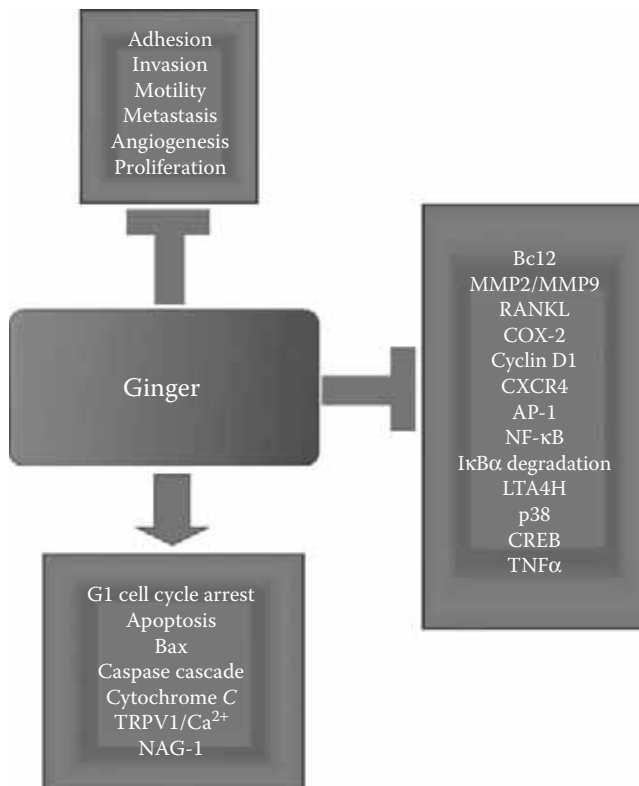 Adhesion
Invasion
Motility
Metastasis
Angiogenesis
Proliferation
Ginger
Bc12
MMP2/MMP9
RANKL
COX-2
Cyclin D1
CXCR4
AP-1
NF-κB
IκBα degradation
LTA4H
p38
CREB
TNFα
G1 cell cycle arrest
Apoptosis
Bax
Caspase cascade
Cytochrome C
TRPV1/Ca²⁺
NAG-1